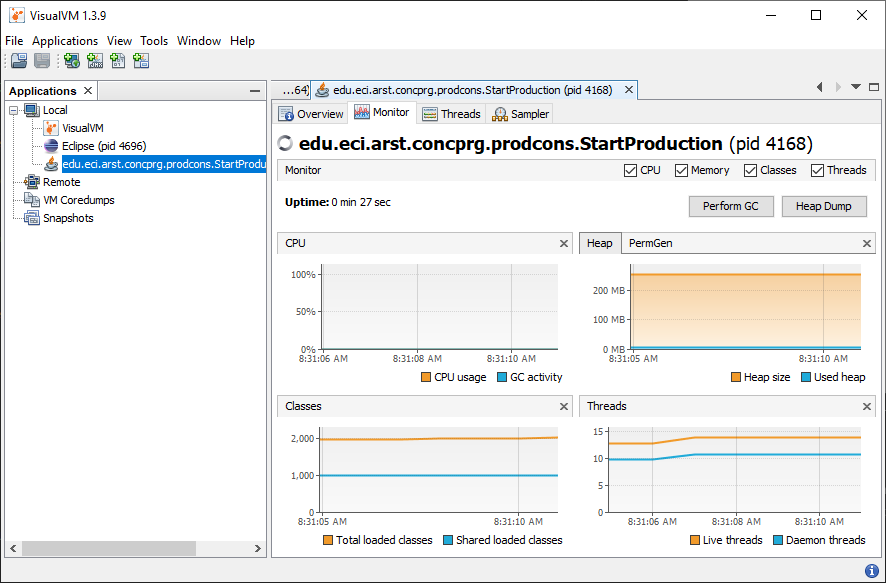 VisualVM 1.3.9
File Applications View Tools Window Help
Applications
Local
VisualVM
Eclipse (pid 4696)
edu.eci.arst.concprg.prodcons.StartProdu
Remote
VM Coredumps
Snapshots
...64) edu.eci.arst.concprg.prodcons.StartProduction (pid 4168)
Overview Monitor Threads Sampler
edu.eci.arst.concprg.prodcons.StartProduction (pid 4168)
Monitor CPU Memory Classes Threads
Uptime: 0 min 27 sec Perform GC Heap Dump
CPU
100%
50%
0%
8:31:06 AM 8:31:08 AM 8:31:10 AM
CPU usage GC activity
Heap PermGen
200 MB
100 MB
0 MB
8:31:05 AM 8:31:10 AM
Heap size Used heap
Classes
2,000
1,000
0
8:31:05 AM 8:31:10 AM
Total loaded classes Shared loaded classes
Threads
15
10
5
0
8:31:06 AM 8:31:08 AM 8:31:10 AM
Live threads Daemon threads